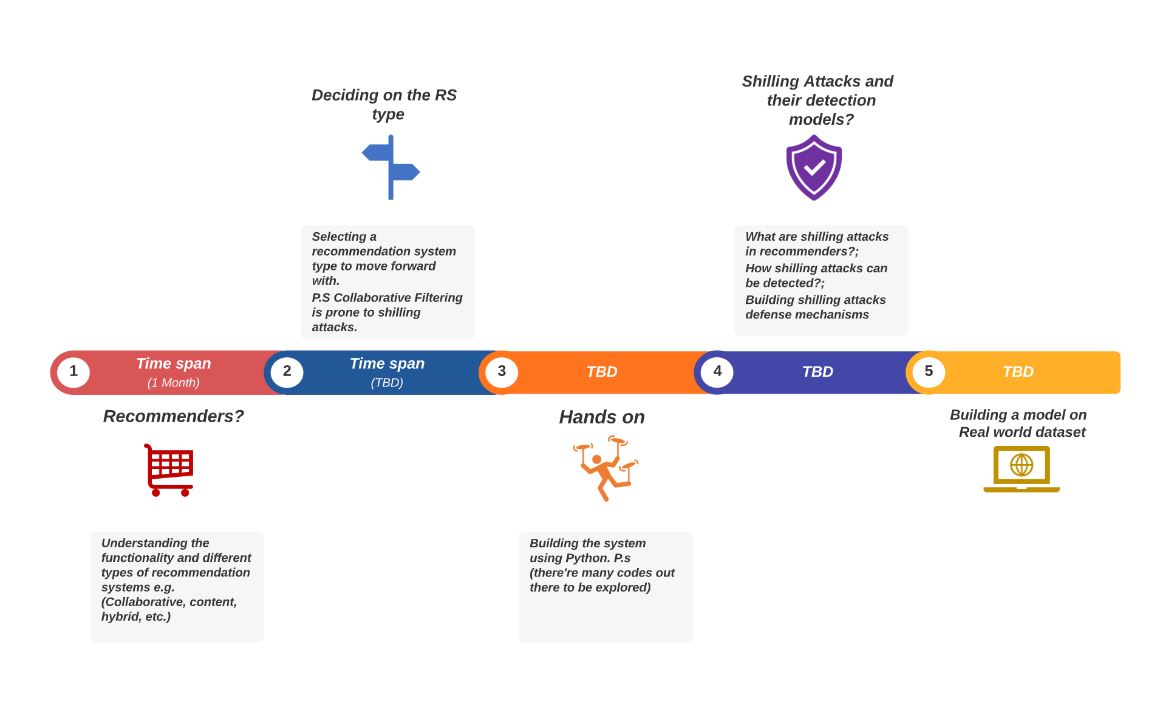 Deciding on the RS
type
Shilling Attacks and
their detection
models?
Selecting a
recommendation system
type to move forward
with.
P.S Collaborative Filtering
is prone to shilling
attacks.
What are shilling attacks
in recommenders?;
How shilling attacks can
be detected?;
Building shilling attacks
defense mechanisms
1
Time span
(1 Month)
2
Time span
(TBD)
3
TBD
4
TBD
5
TBD
Recommenders?
Hands on
Building a model on
Real world dataset
Understanding the
functionality and different
types of recommendation
systems e.g.
(Collaborative, content,
hybrid, etc.)
Building the system
using Python. P.s
(there're many codes out
there to be explored)